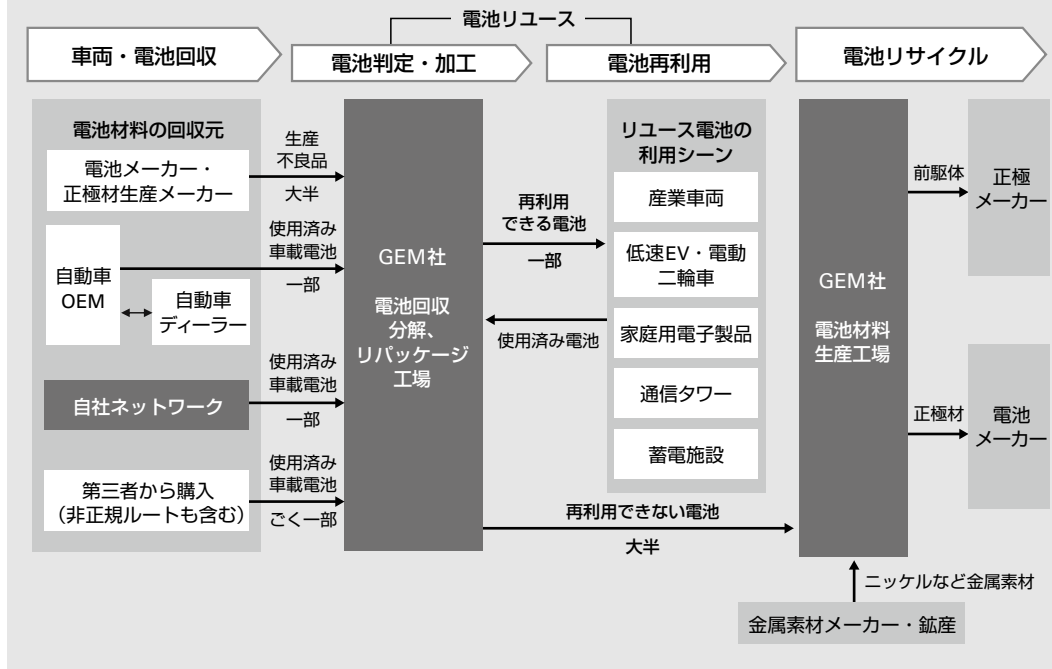 電池リユース
車両・電池回収
電池判定・加工
電池再利用
電池リサイクル
電池材料の回収元
電池メーカー・
正極材生産メーカー
自動車
OEM
自動車
ディーラー
自社ネットワーク
第三者から購入
（非正規ルートも含む）
生産
不良品
大半
使用済み
車載電池
一部
使用済み
車載電池
一部
使用済み
車載電池
ごく一部
GEM社
電池回収
分解、
リパッケージ
工場
再利用
できる電池
一部
使用済み電池
リユース電池の
利用シーン
産業車両
低速EV・電動
二輪車
家庭用電子製品
通信タワー
蓄電施設
再利用できない電池
大半
GEM社
電池材料
生産工場
前駆体
正極
メーカー
正極材
電池
メーカー
ニッケルなど金属素材
金属素材メーカー・鉱産